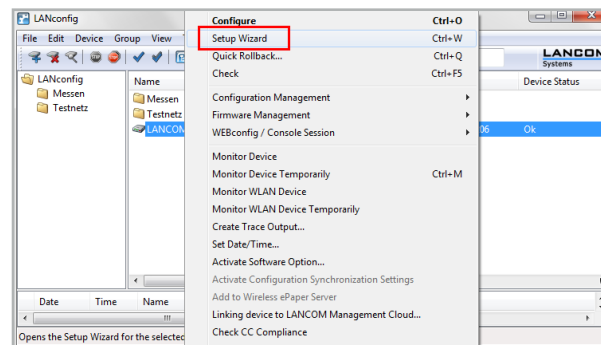 LANconfig
File Edit Device Group View
LANCOM
Systems
LANconfig
Messen
Testnetz
Name
Device Status
Messen
Testnetz
LANCOM
06 Ok
Configure Ctrl+O
Setup Wizard Ctrl+W
Quick Rollback... Ctrl+Q
Check Ctrl+F5
Configuration Management
Firmware Management
WEBconfig / Console Session
Monitor Device
Monitor Device Temporarily Ctrl+M
Monitor WLAN Device
Monitor WLAN Device Temporarily
Create Trace Output...
Set Date/Time...
Activate Software Option...
Activate Configuration Synchronization Settings
Add to Wireless ePaper Server
Linking device to LANCOM Management Cloud...
Check CC Compliance
Date Time Name
Opens the Setup Wizard for the selected